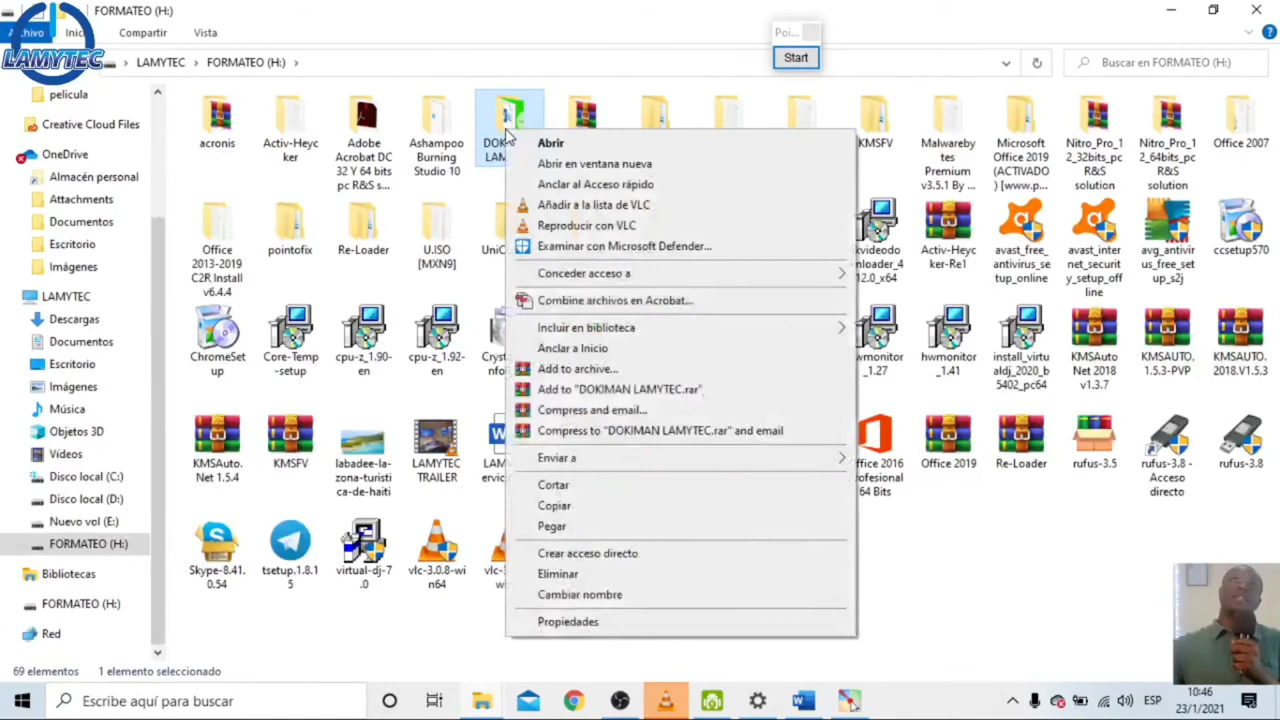 FORMATEO (H:)
Compartir
Vista
Poi...
Start
LAMYTEC
LAMYTEC
FORMATEO (H:)
Buscar en FORMATEO (H:)
pelicula
Creative Cloud Files
OneDrive
Almacén personal
Attachments
Documentos
Escritorio
Imágenes
LAMYTEC
Descargas
Documentos
Escritorio
Imágenes
Música
Objetos 3D
Vídeos
Disco local (C:)
Disco local (D:)
Nuevo vol (E:)
FORMATEO (H:)
Bibliotecas
FORMATEO (H:)
Red
acronis
Activ-Heyc
ker
Adobe
Acrobat DC
32 Y 64 bits
pc R&S s...
Ashampoo
Burning
Studio 10
KMSFV
Malwareby
tes
Premium
v3.5.1 By ...
Microsoft
Office 2019
(ACTIVADO
) [www.p...
Nitro_Pro_1
2_32bits_p
c R&S
solution
Nitro_Pro_1
2_64bits_p
c R&S
solution
Office 2007
Office
2013-2019
C2R Install
v6.4.4
pointofix
Re-Loader
U.ISO
[MXN9]
Activ-Heyc
ker-Re1
avast_free_
antivirus_se
tup_online
avast_inter
net_securit
y_setup_off
line
avg_antivir
us_free_set
up_s2j
ccsetup570
ChromeSet
up
Core-Temp
-setup
cpu-z_1.90-
en
cpu-z_1.92-
en
hwmonitor
_1.41
install_virtu
aldj_2020_b
5402_pc64
KMSAuto
Net 2018
v1.3.7
KMSAUTO.
1.5.3-PVP
KMSAUTO.
2018.V1.5.3
KMSAuto.
Net 1.5.4
KMSFV
labadee-la-
zona-turisti
ca-de-haiti
LAMYTEC
TRAILER
Office 2019
Re-Loader
rufus-3.5
rufus-3.8 -
Acceso
directo
rufus-3.8
Skype-8.41.
0.54
tsetup.1.8.1
5
virtual-dj-7
.0
vlc-3.0.8-wi
n64
Abrir
Abrir en ventana nueva
Anclar al Acceso rápido
Añadir a la lista de VLC
Reproducir con VLC
Examinar con Microsoft Defender...
Conceder acceso a
Combine archivos en Acrobat...
Incluir en biblioteca
Anclar a Inicio
Add to archive...
Add to "DOKIMAN LAMYTEC.rar"
Compress and email...
Compress to "DOKIMAN LAMYTEC.rar" and email
Enviar a
Cortar
Copiar
Pegar
Crear acceso directo
Eliminar
Cambiar nombre
Propiedades
69 elementos
1 elemento seleccionado
Escribe aquí para buscar
ESP
10:46
23/1/2021